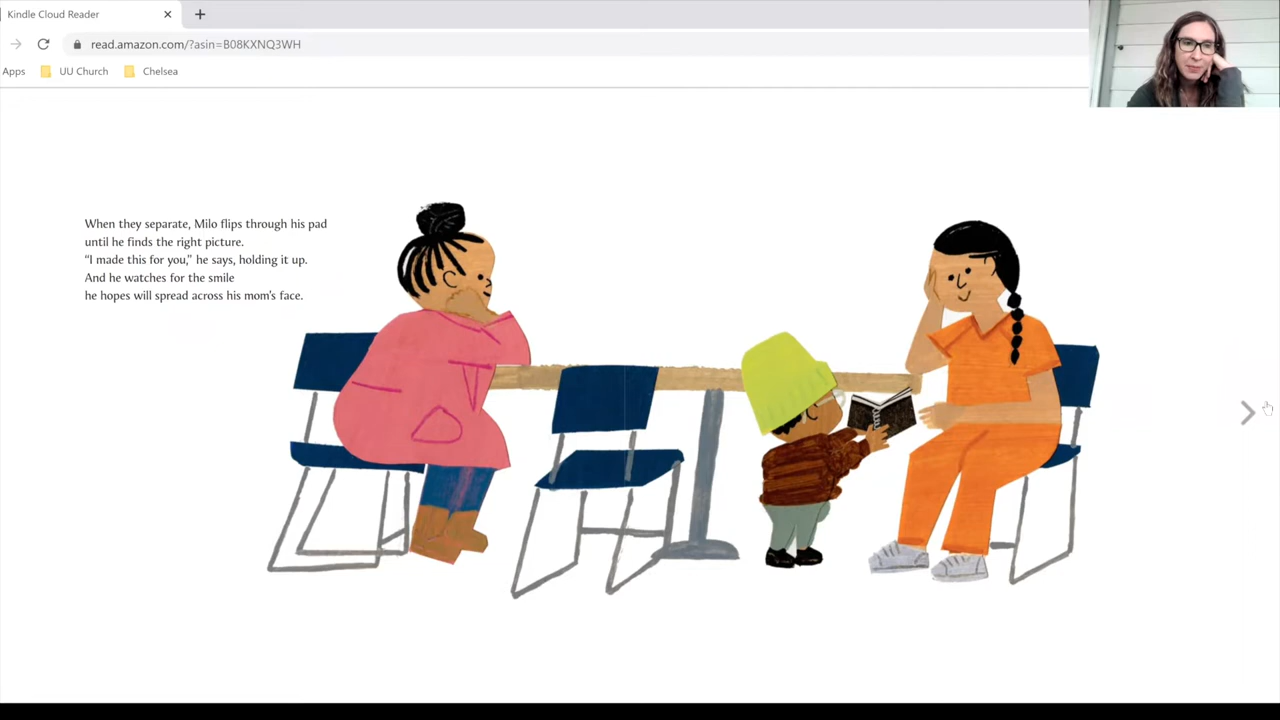 Kindle Cloud Reader
read.amazon.com/?asin=B08KXNQ3WH
Apps UU Church Chelsea
When they separate, Milo flips through his pad
until he finds the right picture.
“I made this for you,” he says, holding it up.
And he watches for the smile
he hopes will spread across his mom’s face.